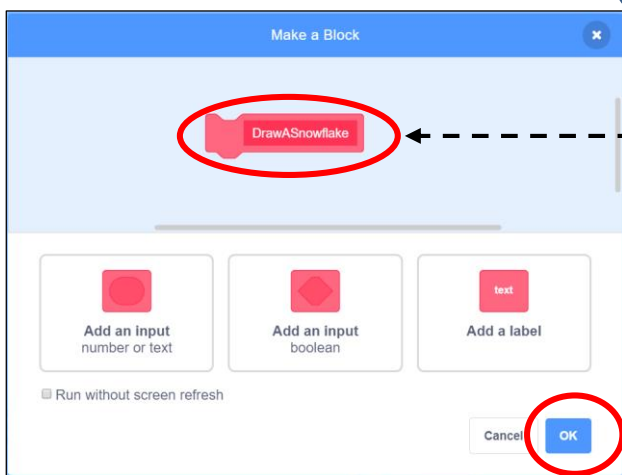 Make a Block
DrawASnowflake
text
Add an input
number or text
Add an input
boolean
Add a label
Run without screen refresh
Cancel
OK